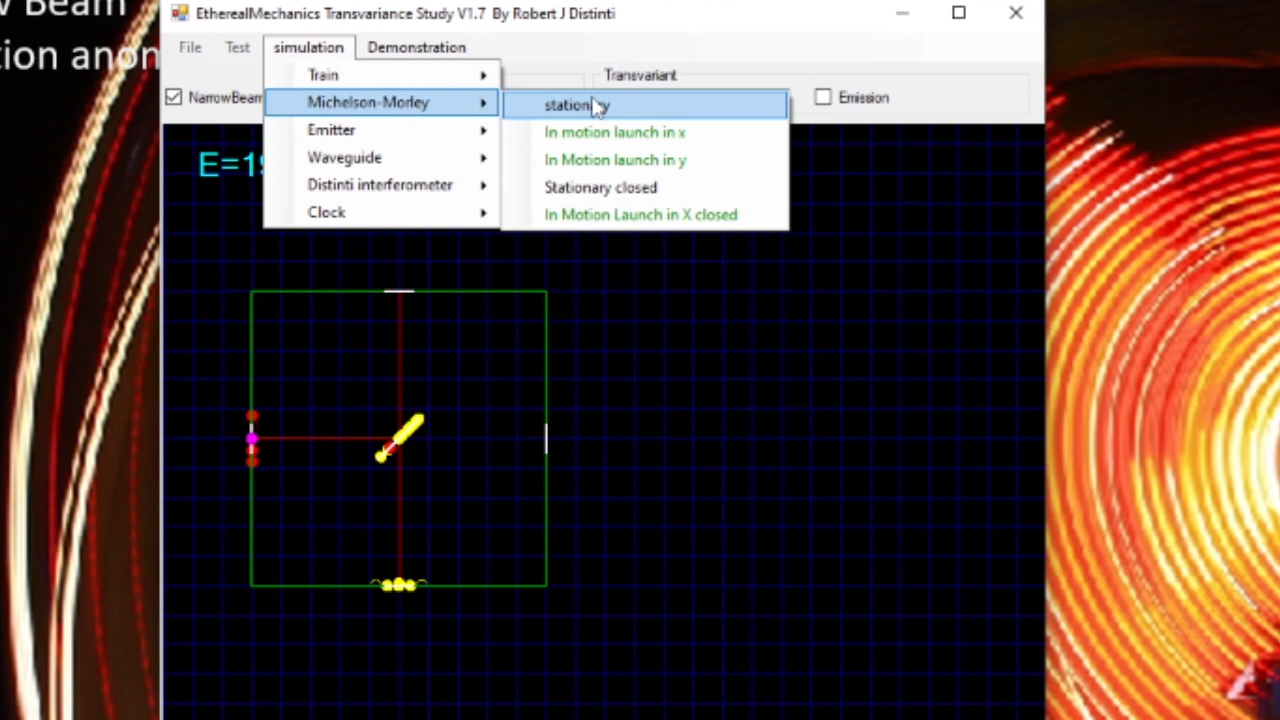 Beam
EtherealMechanics Transvariance Study V1.7 By Robert J Distinti
File Test simulation Demonstration
Train
Transvariant
NarrowBeam
Michelson-Morley
stationary
Emission
Emitter
In motion launch in x
E=19
Waveguide
In Motion launch in y
Distinti interferometer
Stationary closed
Clock
In Motion Launch in X closed